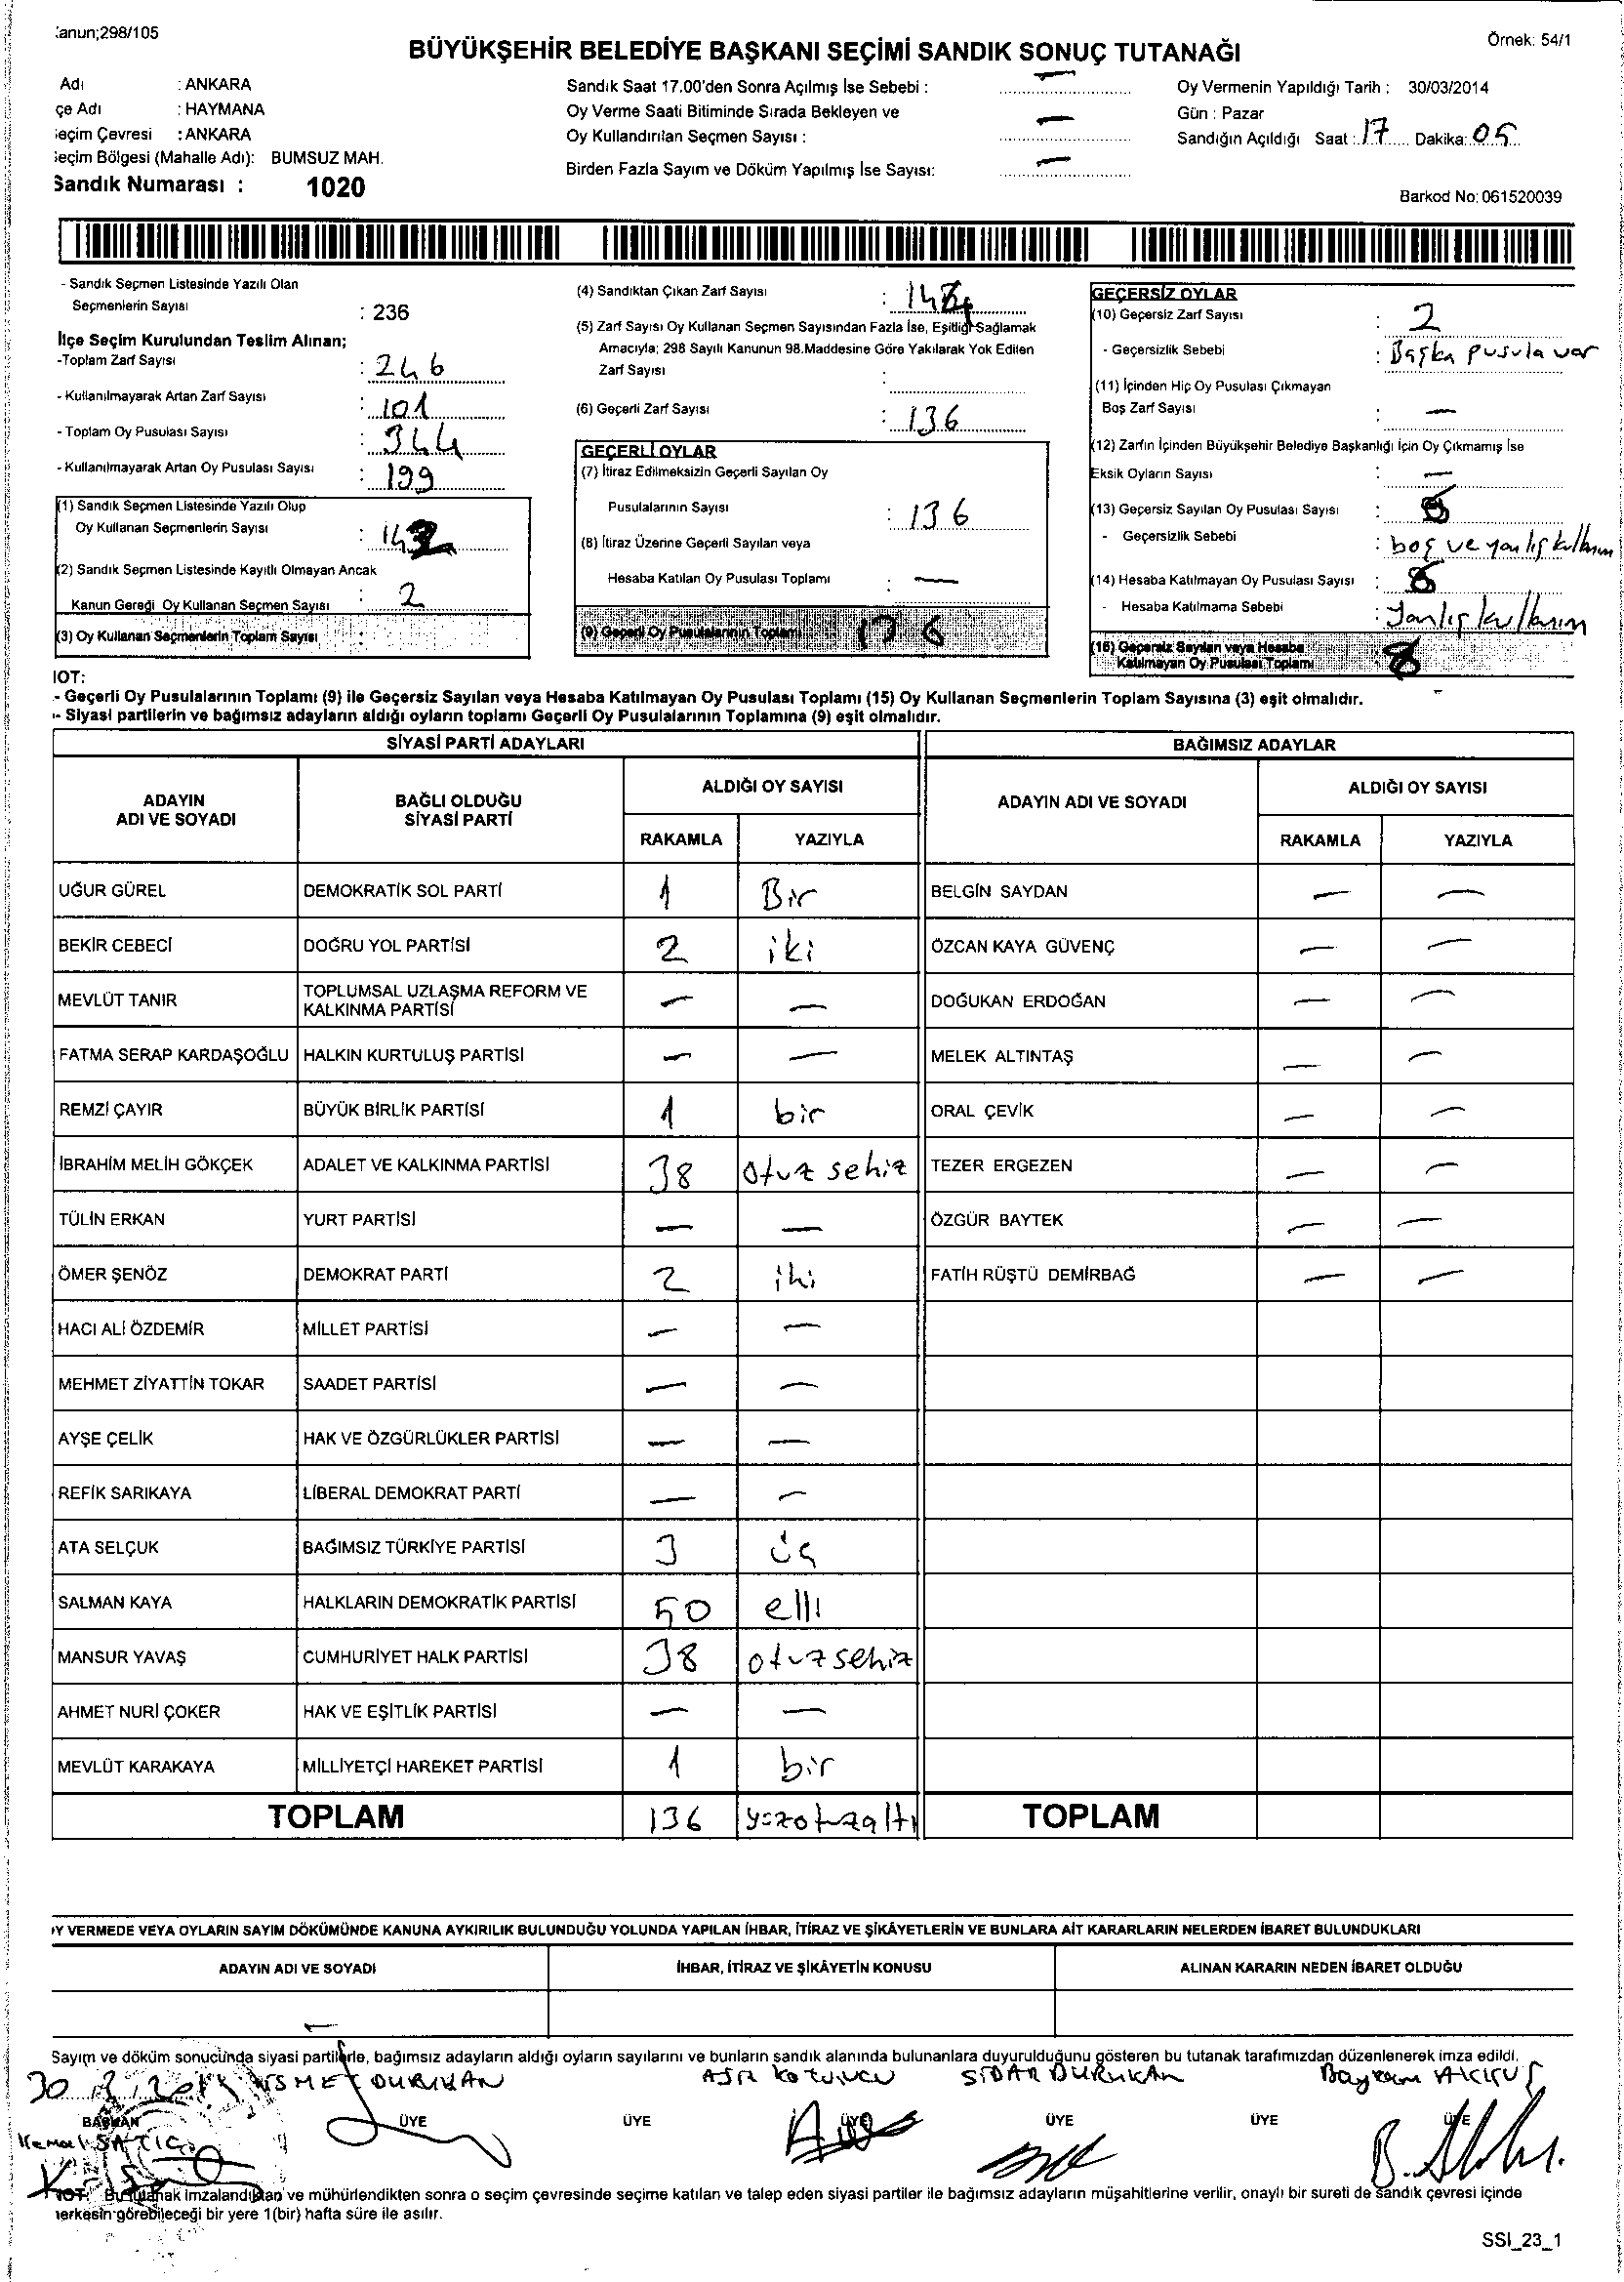 :anun;298/105
Örnek: 54/1
BÜYÜKŞEHİR BELEDİYE BAŞKANI SEÇİMİ SANDIK SONUÇ TUTANAĞI
Adı : ANKARA
çe Adı : HAYMANA
eçim Çevresi : ANKARA
eçim Bölgesi (Mahalle Adı): BUMSUZ MAH.
Sandık Numarası : 1020
Sandık Saat 17.00'den Sonra Açılmış İse Sebebi : —
Oy Verme Saati Bitiminde Sırada Bekleyen ve
Oy Kullandırılan Seçmen Sayısı : —
Birden Fazla Sayım ve Döküm Yapılmış İse Sayısı: —
Oy Vermenin Yapıldığı Tarih : 30/03/2014
Gün : Pazar
Sandığın Açıldığı Saat : 17 Dakika: 05
Barkod No: 061520039
- Sandık Seçmen Listesinde Yazılı Olan
Seçmenlerin Sayısı : 236
İlçe Seçim Kurulundan Teslim Alınan;
-Toplam Zarf Sayısı : 246
- Kullanılmayarak Artan Zarf Sayısı : 101
- Toplam Oy Pusulası Sayısı : 344
- Kullanılmayarak Artan Oy Pusulası Sayısı : 199
(1) Sandık Seçmen Listesinde Yazılı Olup
Oy Kullanan Seçmenlerin Sayısı :
(2) Sandık Seçmen Listesinde Kayıtlı Olmayan Ancak
Kanun Gereği Oy Kullanan Seçmen Sayısı : 2
(3) Oy Kullanan Seçmenlerin Toplam Sayısı :
(4) Sandıktan Çıkan Zarf Sayısı :
(5) Zarf Sayısı Oy Kullanan Seçmen Sayısından Fazla İse, Eşitliği Sağlamak
Amacıyla; 298 Sayılı Kanunun 98.Maddesine Göre Yakılarak Yok Edilen
Zarf Sayısı :
(6) Geçerli Zarf Sayısı : 136
GEÇERLİ OYLAR
(7) İtiraz Edilmeksizin Geçerli Sayılan Oy
Pusulalarının Sayısı : 136
(8) İtiraz Üzerine Geçerli Sayılan veya
Hesaba Katılan Oy Pusulası Toplamı : —
(9) Geçerli Oy Pusulalarının Toplamı 136
GEÇERSİZ OYLAR
(10) Geçersiz Zarf Sayısı : 2
- Geçersizlik Sebebi : Başka pusula var
(11) İçinden Hiç Oy Pusulası Çıkmayan
Boş Zarf Sayısı : —
(12) Zarfın İçinden Büyükşehir Belediye Başkanlığı İçin Oy Çıkmamış İse
Eksik Oyların Sayısı : —
(13) Geçersiz Sayılan Oy Pusulası Sayısı :
- Geçersizlik Sebebi : boş ve yanlış kullanım
(14) Hesaba Katılmayan Oy Pusulası Sayısı : 8
- Hesaba Katılmama Sebebi : Yanlış kullanım
(15) Geçersiz Sayılan veya Hesaba
Katılmayan Oy Pusulası Toplamı 8
IOT:
- Geçerli Oy Pusulalarının Toplamı (9) ile Geçersiz Sayılan veya Hesaba Katılmayan Oy Pusulası Toplamı (15) Oy Kullanan Seçmenlerin Toplam Sayısına (3) eşit olmalıdır.
- Siyasi partilerin ve bağımsız adayların aldığı oyların toplamı Geçerli Oy Pusulalarının Toplamına (9) eşit olmalıdır.
SİYASİ PARTİ ADAYLARI BAĞIMSIZ ADAYLAR
ADAYIN
ADI VE SOYADI
BAĞLI OLDUĞU
SİYASİ PARTİ
ALDIĞI OY SAYISI
RAKAMLA YAZIYLA
ADAYIN ADI VE SOYADI
ALDIĞI OY SAYISI
RAKAMLA YAZIYLA
UĞUR GÜREL DEMOKRATİK SOL PARTİ 1 Bir BELGİN SAYDAN — —
BEKİR CEBECİ DOĞRU YOL PARTİSİ 2 iki ÖZCAN KAYA GÜVENÇ — —
MEVLÜT TANIR TOPLUMSAL UZLAŞMA REFORM VE KALKINMA PARTİSİ — — DOĞUKAN ERDOĞAN — —
FATMA SERAP KARDAŞOĞLU HALKIN KURTULUŞ PARTİSİ — — MELEK ALTINTAŞ — —
REMZİ ÇAYIR BÜYÜK BİRLİK PARTİSİ 1 bir ORAL ÇEVİK — —
İBRAHİM MELİH GÖKÇEK ADALET VE KALKINMA PARTİSİ 38 otuz sekiz TEZER ERGEZEN — —
TÜLİN ERKAN YURT PARTİSİ — — ÖZGÜR BAYTEK — —
ÖMER ŞENÖZ DEMOKRAT PARTİ 2 iki FATİH RÜŞTÜ DEMİRBAĞ — —
HACI ALİ ÖZDEMİR MİLLET PARTİSİ — —
MEHMET ZİYATTİN TOKAR SAADET PARTİSİ — —
AYŞE ÇELİK HAK VE ÖZGÜRLÜKLER PARTİSİ — —
REFİK SARIKAYA LİBERAL DEMOKRAT PARTİ — —
ATA SELÇUK BAĞIMSIZ TÜRKİYE PARTİSİ 3 üç
SALMAN KAYA HALKLARIN DEMOKRATİK PARTİSİ 50 elli
MANSUR YAVAŞ CUMHURİYET HALK PARTİSİ 38 otuzsekiz
AHMET NURİ ÇOKER HAK VE EŞİTLİK PARTİSİ — —
MEVLÜT KARAKAYA MİLLİYETÇİ HAREKET PARTİSİ 1 bir
TOPLAM 136 yüzotuzaltı TOPLAM
Y VERMEDE VEYA OYLARIN SAYIM DÖKÜMÜNDE KANUNA AYKIRILIK BULUNDUĞU YOLUNDA YAPILAN İHBAR, İTİRAZ VE ŞİKÂYETLERİN VE BUNLARA AİT KARARLARIN NELERDEN İBARET BULUNDUKLARI
ADAYIN ADI VE SOYADI İHBAR, İTİRAZ VE ŞİKÂYETİN KONUSU ALINAN KARARIN NEDEN İBARET OLDUĞU
—
Sayım ve döküm sonucunda siyasi partilerle, bağımsız adayların aldığı oyların sayılarını ve bunların sandık alanında bulunanlara duyurulduğunu gösteren bu tutanak tarafımızdan düzenlenerek imza edildi.
İSMET DURUKAN SİDAR DURUKAN Bayram
BAŞKAN ÜYE ÜYE ÜYE ÜYE ÜYE ÜYE
Kemal SATICI
NOT: Bu tutanak imzalandıktan ve mühürlendikten sonra o seçim çevresinde seçime katılan ve talep eden siyasi partiler ile bağımsız adayların müşahitlerine verilir, onaylı bir sureti de sandık çevresi içinde
erkesin görebileceği bir yere 1(bir) hafta süre ile asılır.
SSI_23_1